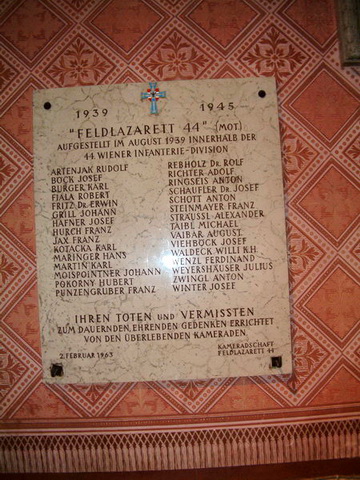 1939 1945
"FELDLAZARETT 44" (MOT)
AUFGESTELLT IM AUGUST 1939 INNERHALB DER
44. WIENER INFANTERIE-DIVISION
ARTENJAK RUDOLF
BOCK JOSEF
BURGER KARL
FIALA ROBERT
FRITZ DR. ERWIN
GRILL JOHANN
HAFNER JOSEF
HURCH FRANZ
JAX FRANZ
KOTACKA KARL
MARINGER HANS
MARTIN KARL
MOISPOINTNER JOHANN
POKORNY HUBERT
PUNZENGRUBER FRANZ
REBHOLZ DR. ROLF
RICHTER ADOLF
RINGSEIS ANTON
SCHAUFLER DR. JOSEF
SCHOTT ANTON
STEINMAYER FRANZ
STRÄUSSL ALEXANDER
TAIBL MICHAEL
VAIBAR AUGUST
VIEHBÖCK JOSEF
WALDECK WILLI K.H.
WENZL FERDINAND
WEYERSHÄUSER JULIUS
ZWINGL ANTON
WINTER JOSEF
IHREN TOTEN UND VERMISSTEN
ZUM DAUERNDEN, EHRENDEN GEDENKEN ERRICHTET
VON DEN ÜBERLEBENDEN KAMERADEN.
2. FEBRUAR 1963
KAMERADSCHAFT
FELDLAZARETT 44